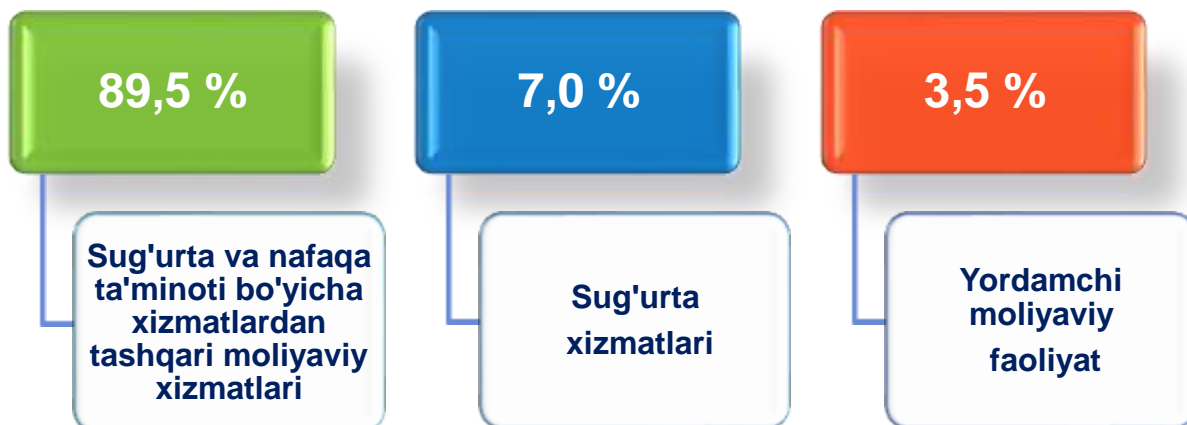 89,5 %
7,0 %
3,5 %
Sug'urta va nafaqa
ta'minoti bo'yicha
xizmatlardan
tashqari moliyaviy
xizmatlari
Sug'urta
xizmatlari
Yordamchi
moliyaviy
faoliyat